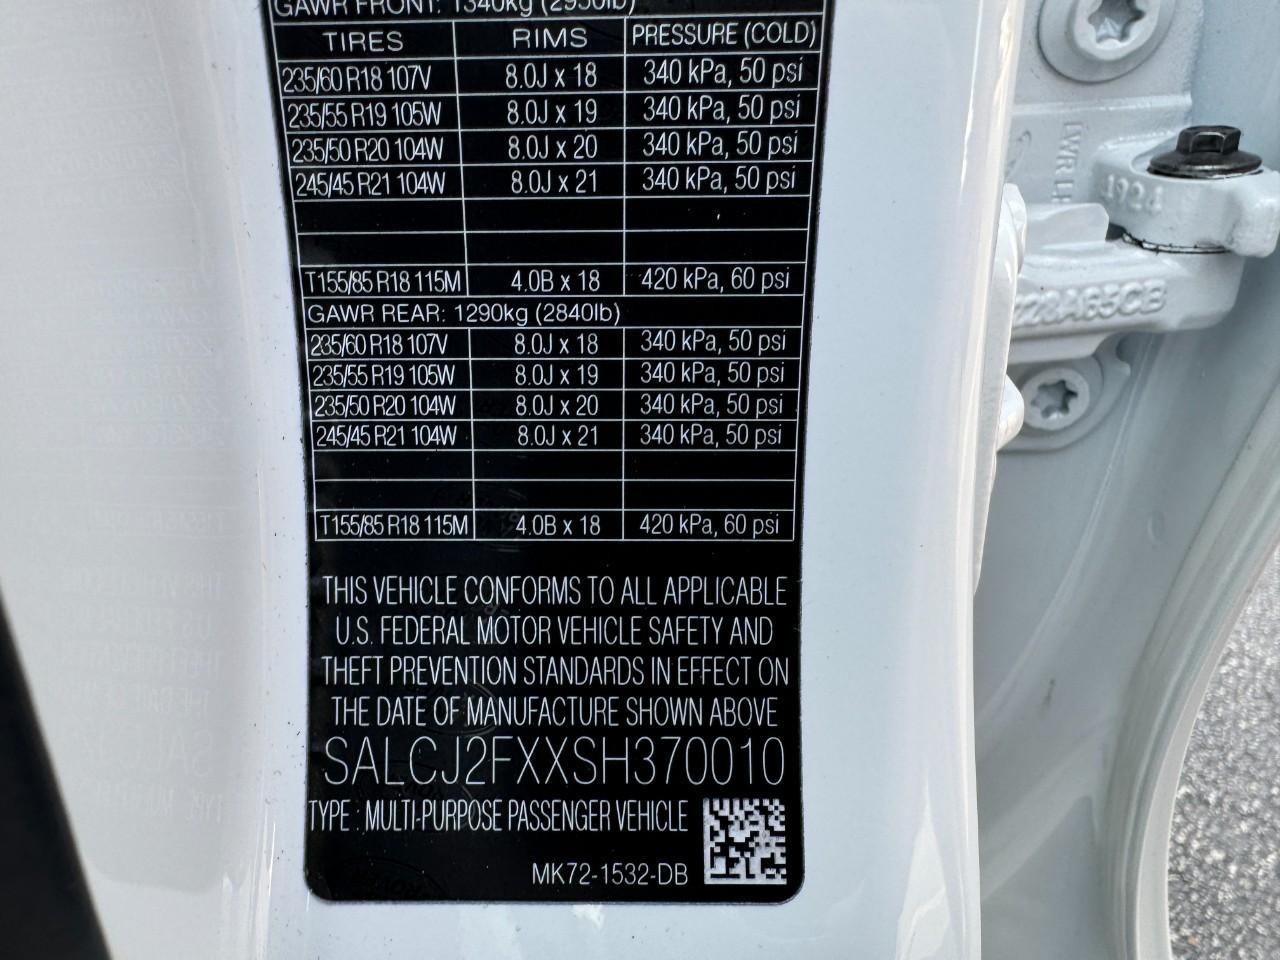 GAWR FRONT: 1340kg (2950lb)
TIRES RIMS PRESSURE (COLD)
235/60 R18 107V 8.0J x 18 340 kPa, 50 psi
235/55 R19 105W 8.0J x 19 340 kPa, 50 psi
235/50 R20 104W 8.0J x 20 340 kPa, 50 psi
245/45 R21 104W 8.0J x 21 340 kPa, 50 psi
T155/85 R18 115M 4.0B x 18 420 kPa, 60 psi
GAWR REAR: 1290kg (2840lb)
235/60 R18 107V 8.0J x 18 340 kPa, 50 psi
235/55 R19 105W 8.0J x 19 340 kPa, 50 psi
235/50 R20 104W 8.0J x 20 340 kPa, 50 psi
245/45 R21 104W 8.0J x 21 340 kPa, 50 psi
T155/85 R18 115M 4.0B x 18 420 kPa, 60 psi
THIS VEHICLE CONFORMS TO ALL APPLICABLE
U.S. FEDERAL MOTOR VEHICLE SAFETY AND
THEFT PREVENTION STANDARDS IN EFFECT ON
THE DATE OF MANUFACTURE SHOWN ABOVE
SALCJ2FXXSH370010
TYPE : MULTI-PURPOSE PASSENGER VEHICLE
MK72-1532-DB
LWR
1924